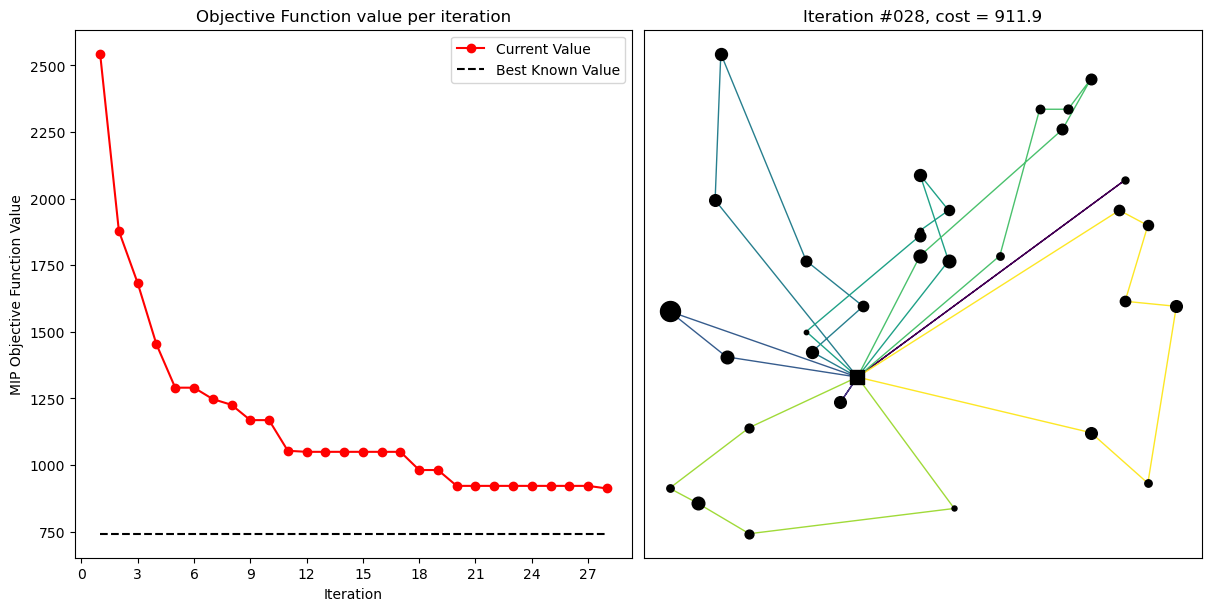 Objective Function value per iteration
Current Value
Best Known Value
MIP Objective Function Value
2500
2250
2000
1750
1500
1250
1000
750
0 3 6 9 12 15 18 21 24 27
Iteration
Iteration #028, cost = 911.9